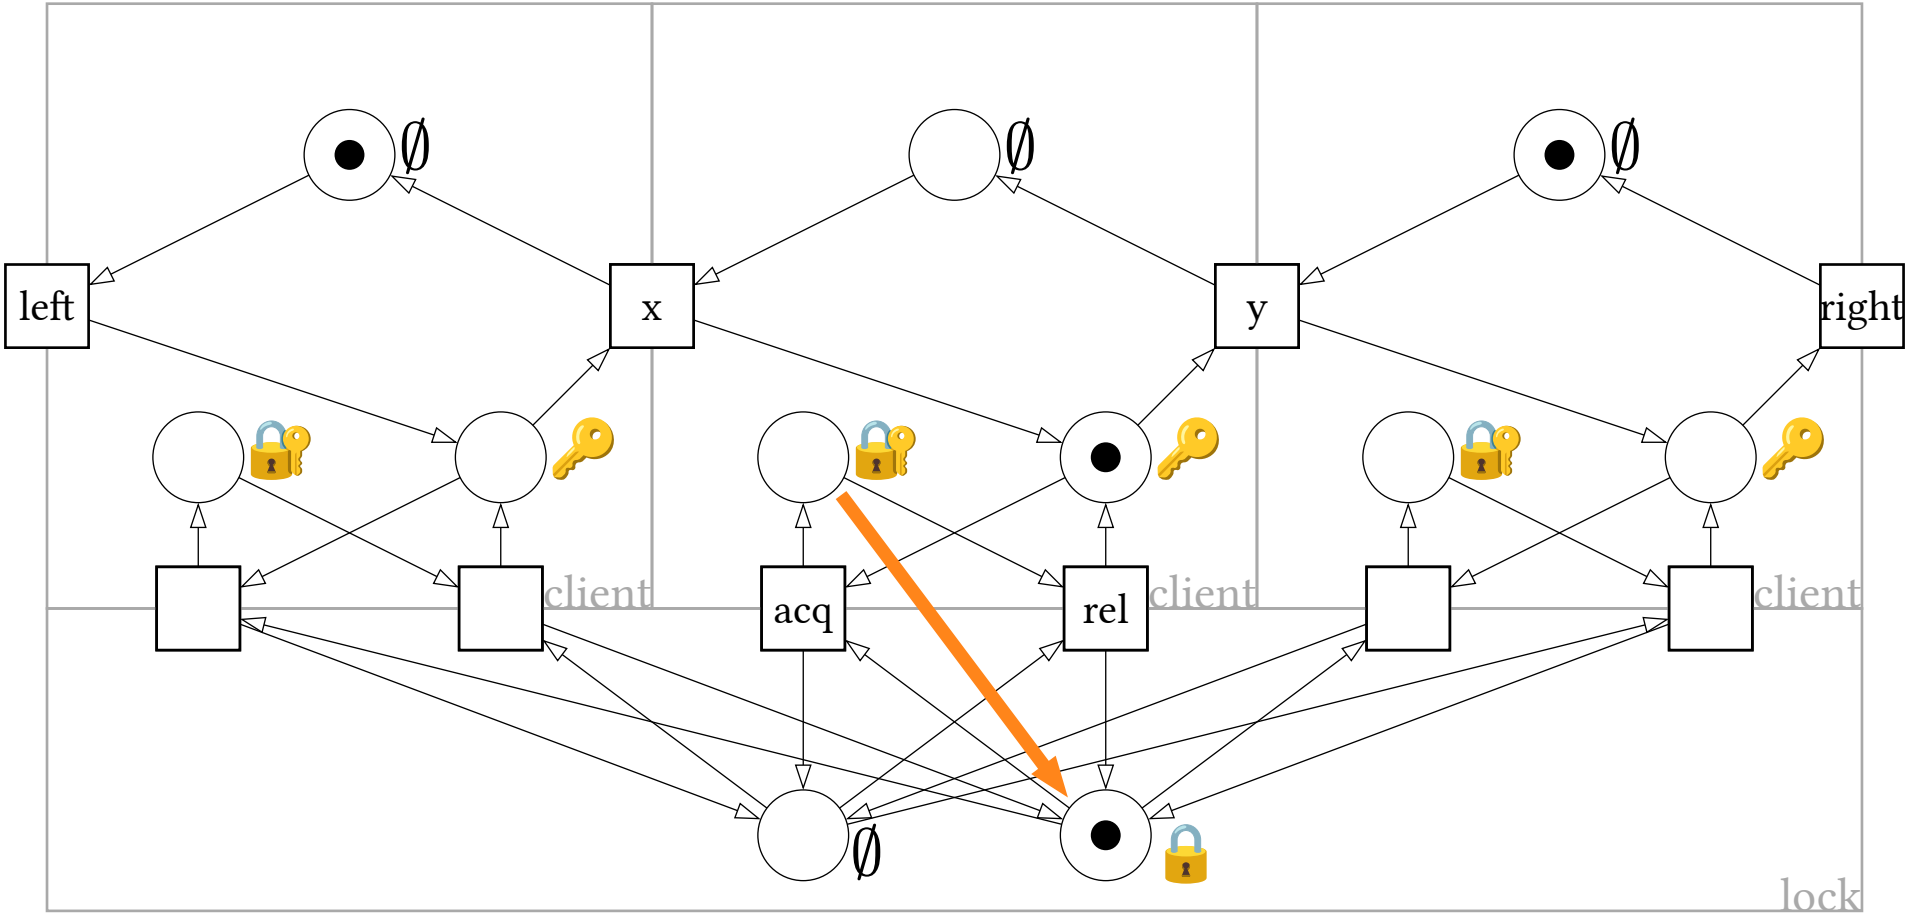 ∅ ∅ ∅
left x y right
🔐 🔑 🔐 🔑 🔐 🔑
client client client
acq rel
∅ 🔒
lock